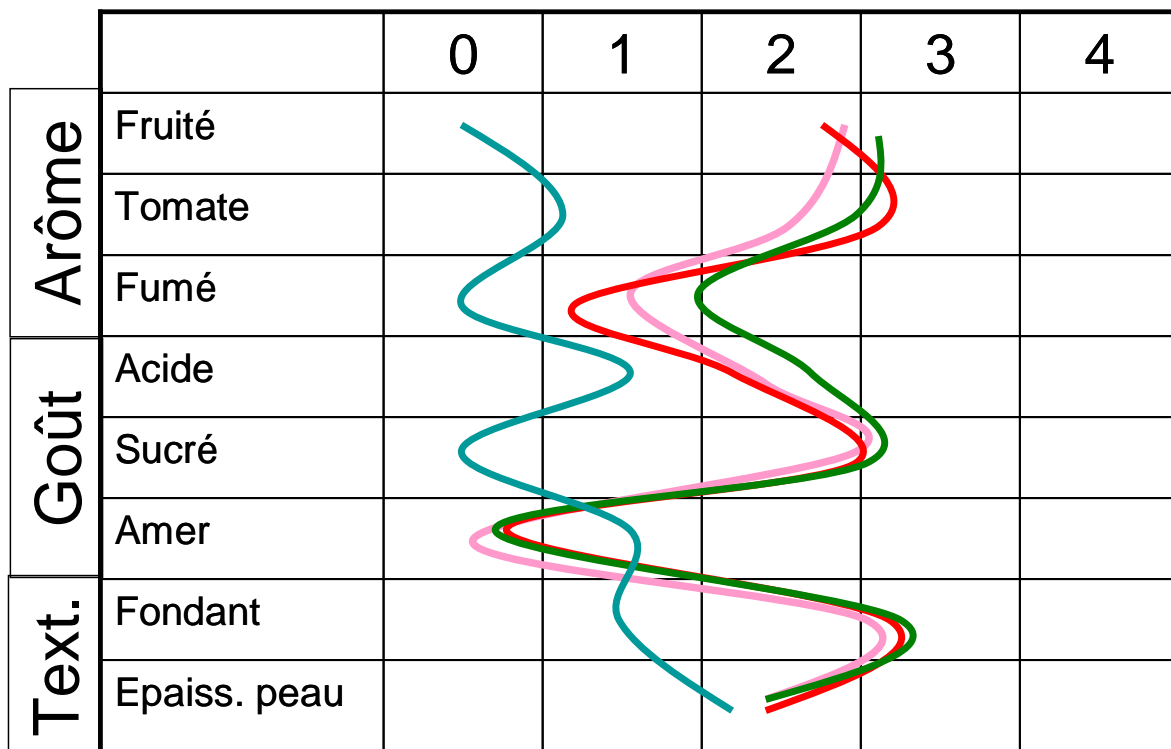 0 1 2 3 4
Arôme
Fruité
Tomate
Fumé
Goût
Acide
Sucré
Amer
Text.
Fondant
Epaiss. peau